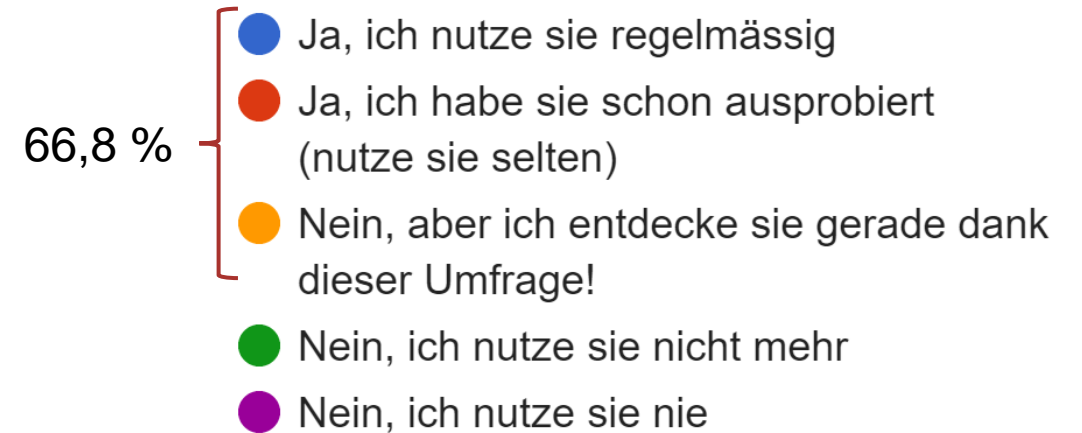 Ja, ich nutze sie regelmässig
Ja, ich habe sie schon ausprobiert
66,8 %
(nutze sie selten)
Nein, aber ich entdecke sie gerade dank
dieser Umfrage!
Nein, ich nutze sie nicht mehr
Nein, ich nutze sie nie